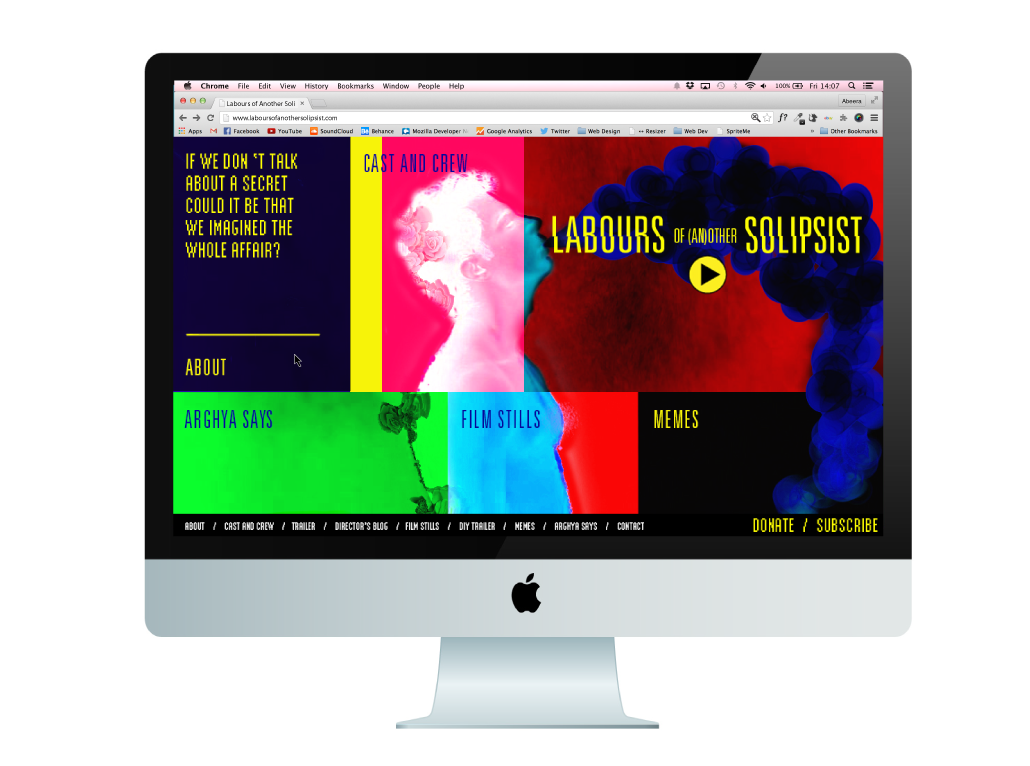 Chrome File Edit View History Bookmarks Window People Help 100% Fri 14:07
Labours of Another Soli × Abeera
www.laboursofanothersolipsist.com f?
Apps M Facebook YouTube SoundCloud Bē Behance Mozilla Developer N Google Analytics Twitter Web Design ↔ Resizer Web Dev SpriteMe » Other Bookmarks
IF WE DON 'T TALK
ABOUT A SECRET
COULD IT BE THAT
WE IMAGINED THE
WHOLE AFFAIR?
ABOUT
CAST AND CREW
LABOURS OF (AN)OTHER SOLIPSIST
ARGHYA SAYS
FILM STILLS
MEMES
ABOUT / CAST AND CREW / TRAILER / DIRECTOR'S BLOG / FILM STILLS / DIY TRAILER / MEMES / ARGHYA SAYS / CONTACT
DONATE / SUBSCRIBE